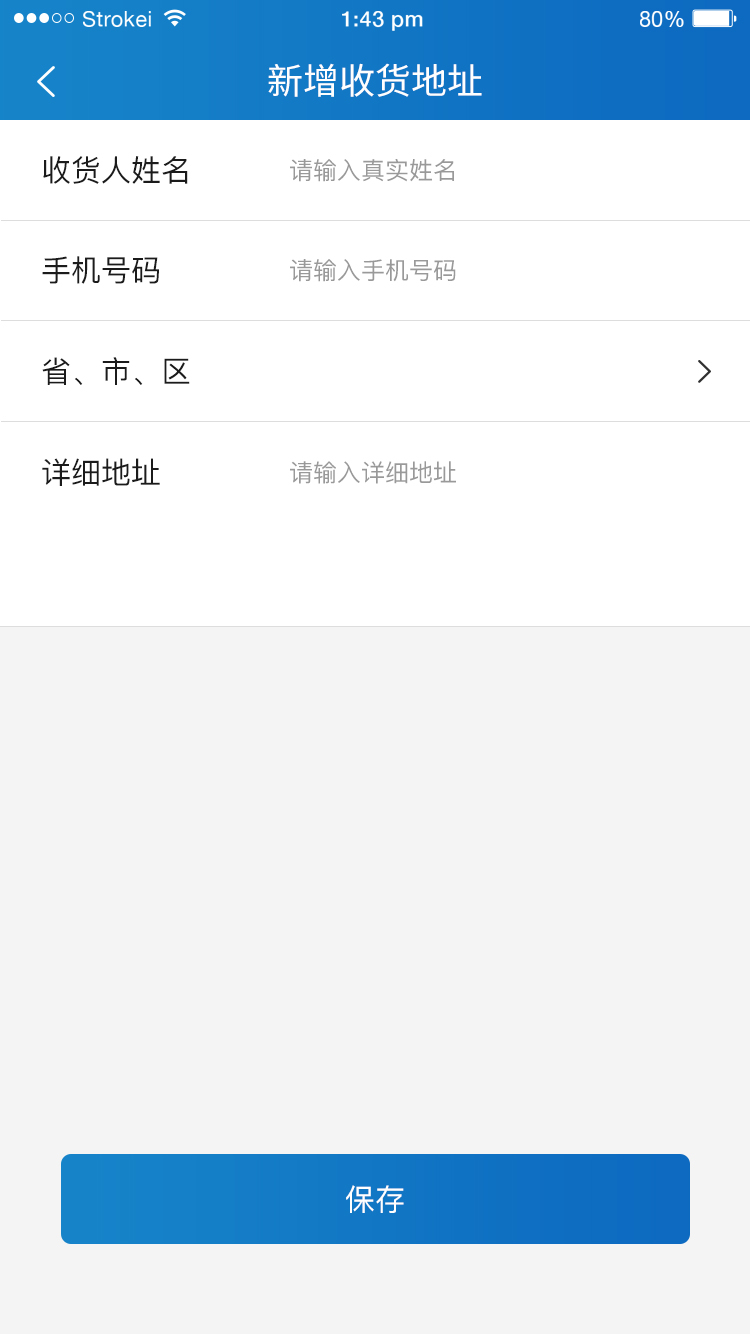 Strokei 1:43 pm 80%
新增收货地址
收货人姓名 请输入真实姓名
手机号码 请输入手机号码
省、市、区
详细地址 请输入详细地址
保存